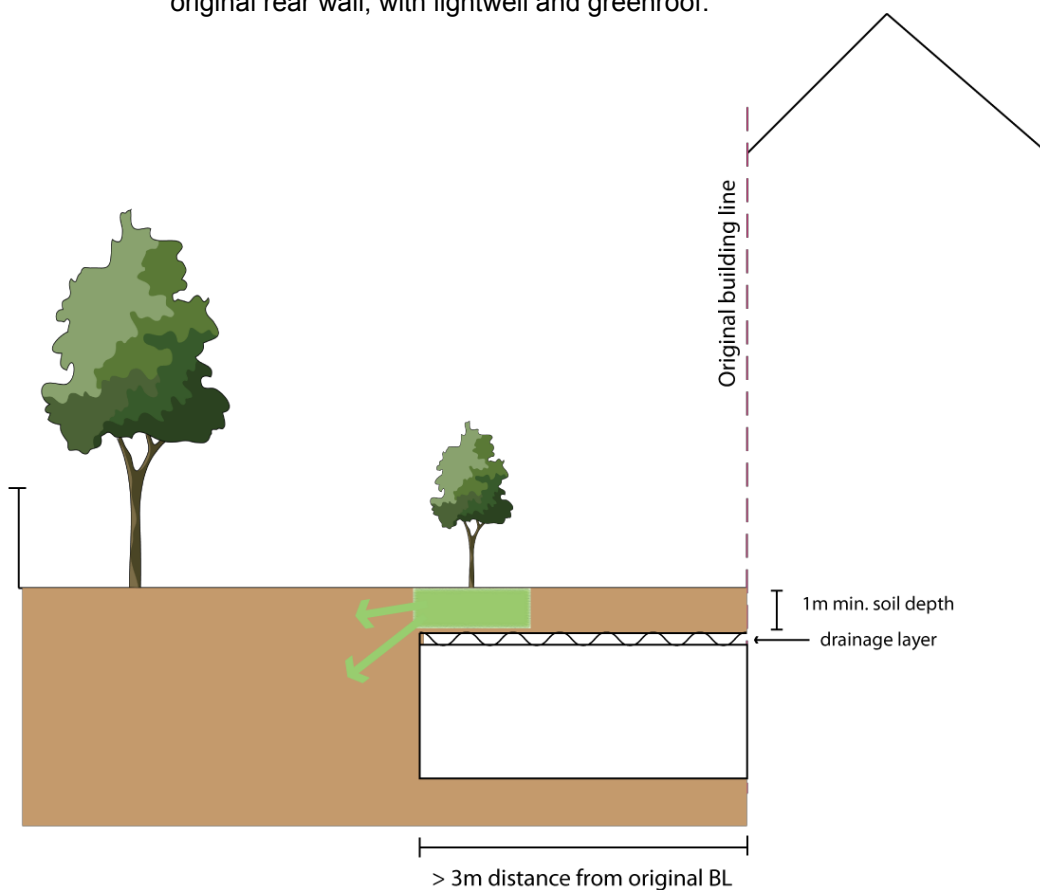 original rear wall, with lightwell and greenroof.
Original building line
1m min. soil depth
drainage layer
> 3m distance from original BL